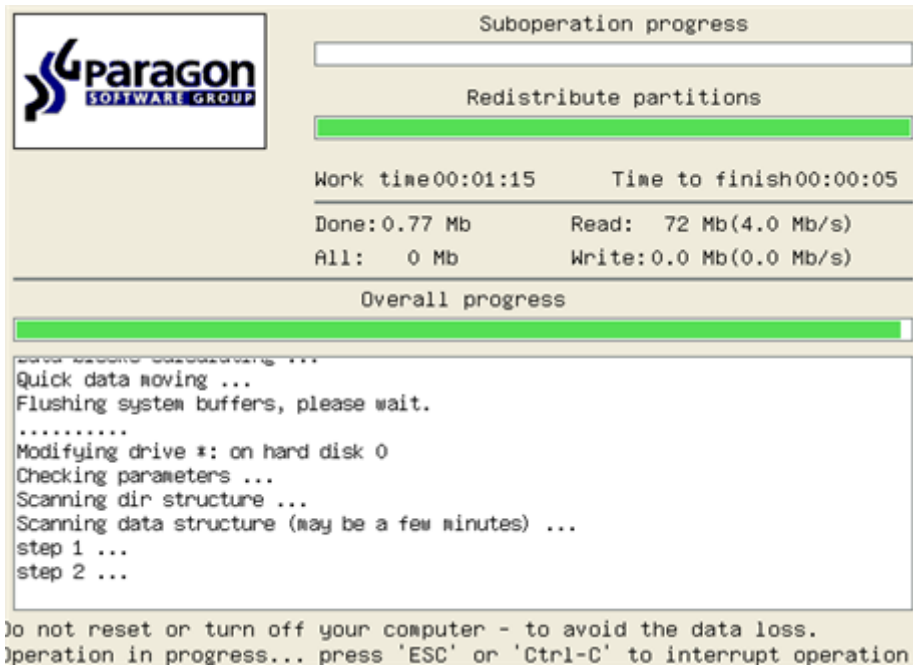 Suboperation progress
Paragon
SOFTWARE GROUP
Redistribute partitions
Work time00:01:15 Time to finish00:00:05
Done:0.77 Mb Read: 72 Mb(4.0 Mb/s)
All: 0 Mb Write:0.0 Mb(0.0 Mb/s)
Overall progress
Data blocks calculating ...
Quick data moving ...
Flushing system buffers, please wait.
..........
Modifying drive *: on hard disk 0
Checking parameters ...
Scanning dir structure ...
Scanning data structure (may be a few minutes) ...
step 1 ...
step 2 ...
Do not reset or turn off your computer - to avoid the data loss.
Operation in progress... press 'ESC' or 'Ctrl-C' to interrupt operation